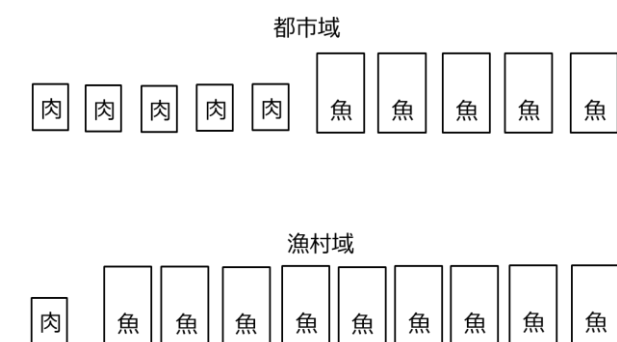 都市域
肉 肉 肉 肉 肉 魚 魚 魚 魚 魚
漁村域
肉 魚 魚 魚 魚 魚 魚 魚 魚 魚